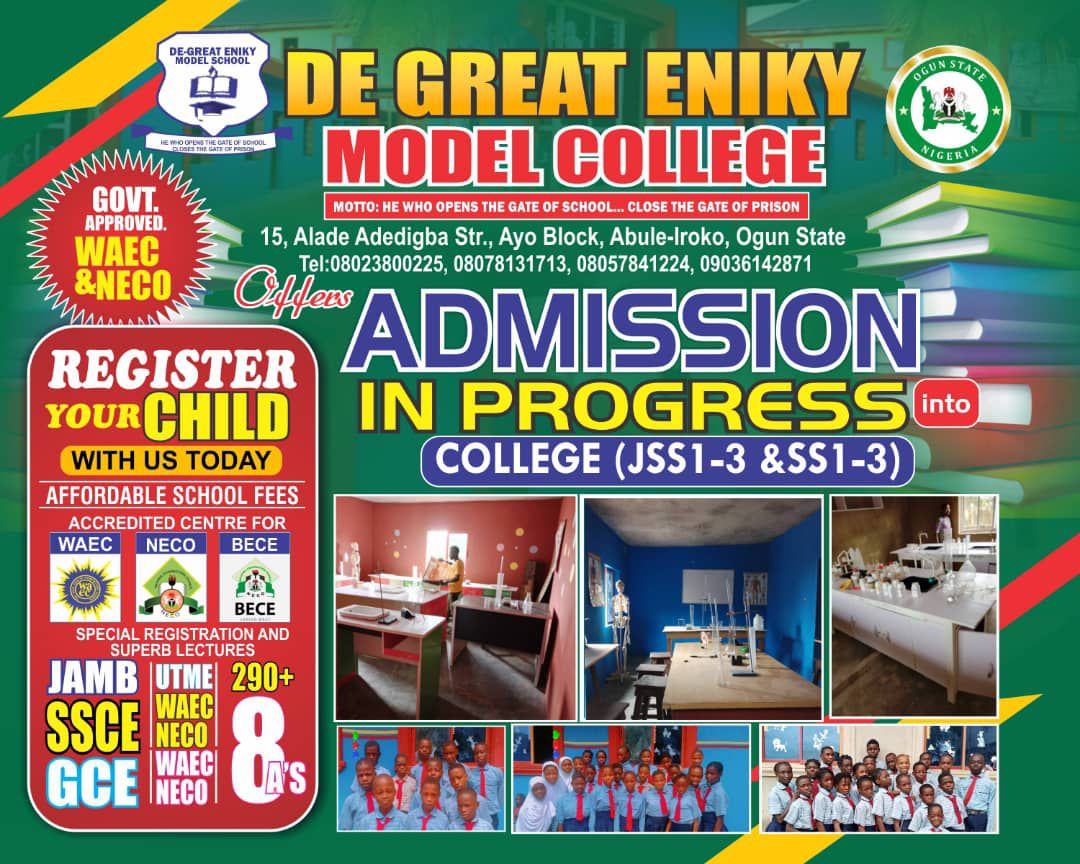 DE-GREAT ENIKY
MODEL SCHOOL
HE WHO OPENS THE GATE OF SCHOOL
CLOSES THE GATE OF PRISON
DE GREAT ENIKY
MODEL COLLEGE
OGUN STATE
NIGERIA
MOTTO: HE WHO OPENS THE GATE OF SCHOOL... CLOSE THE GATE OF PRISON
15, Alade Adedigba Str., Ayo Block, Abule-Iroko, Ogun State
Tel:08023800225, 08078131713, 08057841224, 09036142871
GOVT.
APPROVED.
WAEC
&NECO
Offers
ADMISSION
IN PROGRESS into
COLLEGE (JSS1-3 &SS1-3)
REGISTER
YOUR CHILD
WITH US TODAY
AFFORDABLE SCHOOL FEES
ACCREDITED CENTRE FOR
WAEC NECO BECE
NECO
BECE
SPECIAL REGISTRATION AND
SUPERB LECTURES
JAMB UTME 290+
SSCE WAEC NECO 8A'S
GCE WAEC NECO